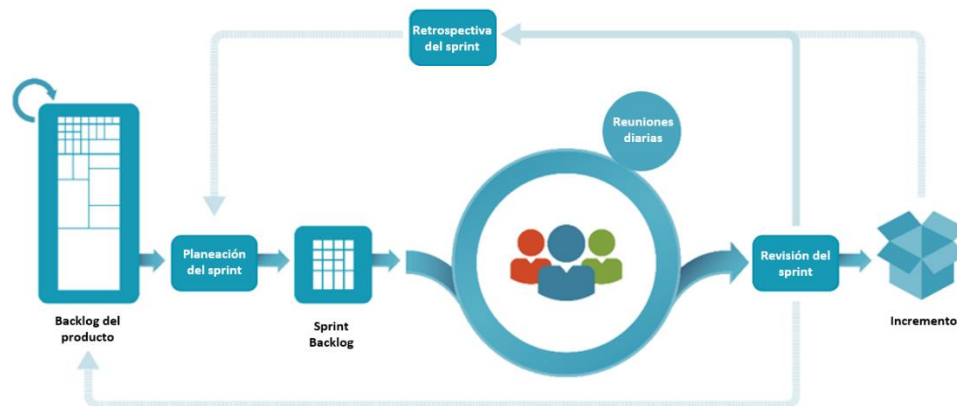 Retrospectiva
del sprint
Reuniones
diarias
Planeación
del sprint
Revisión del
sprint
Backlog del
producto
Sprint
Backlog
Incremento